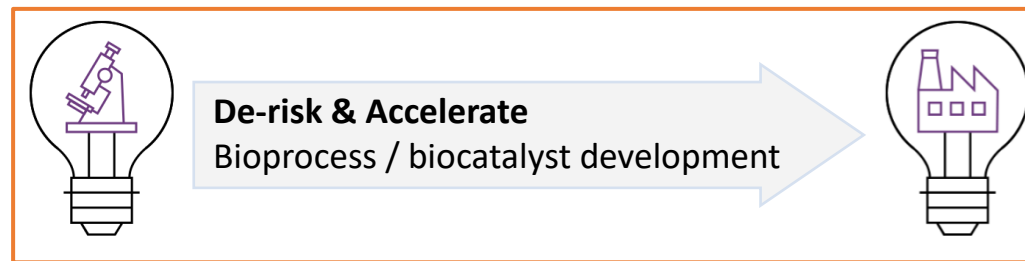 De-risk & Accelerate
Bioprocess / biocatalyst development